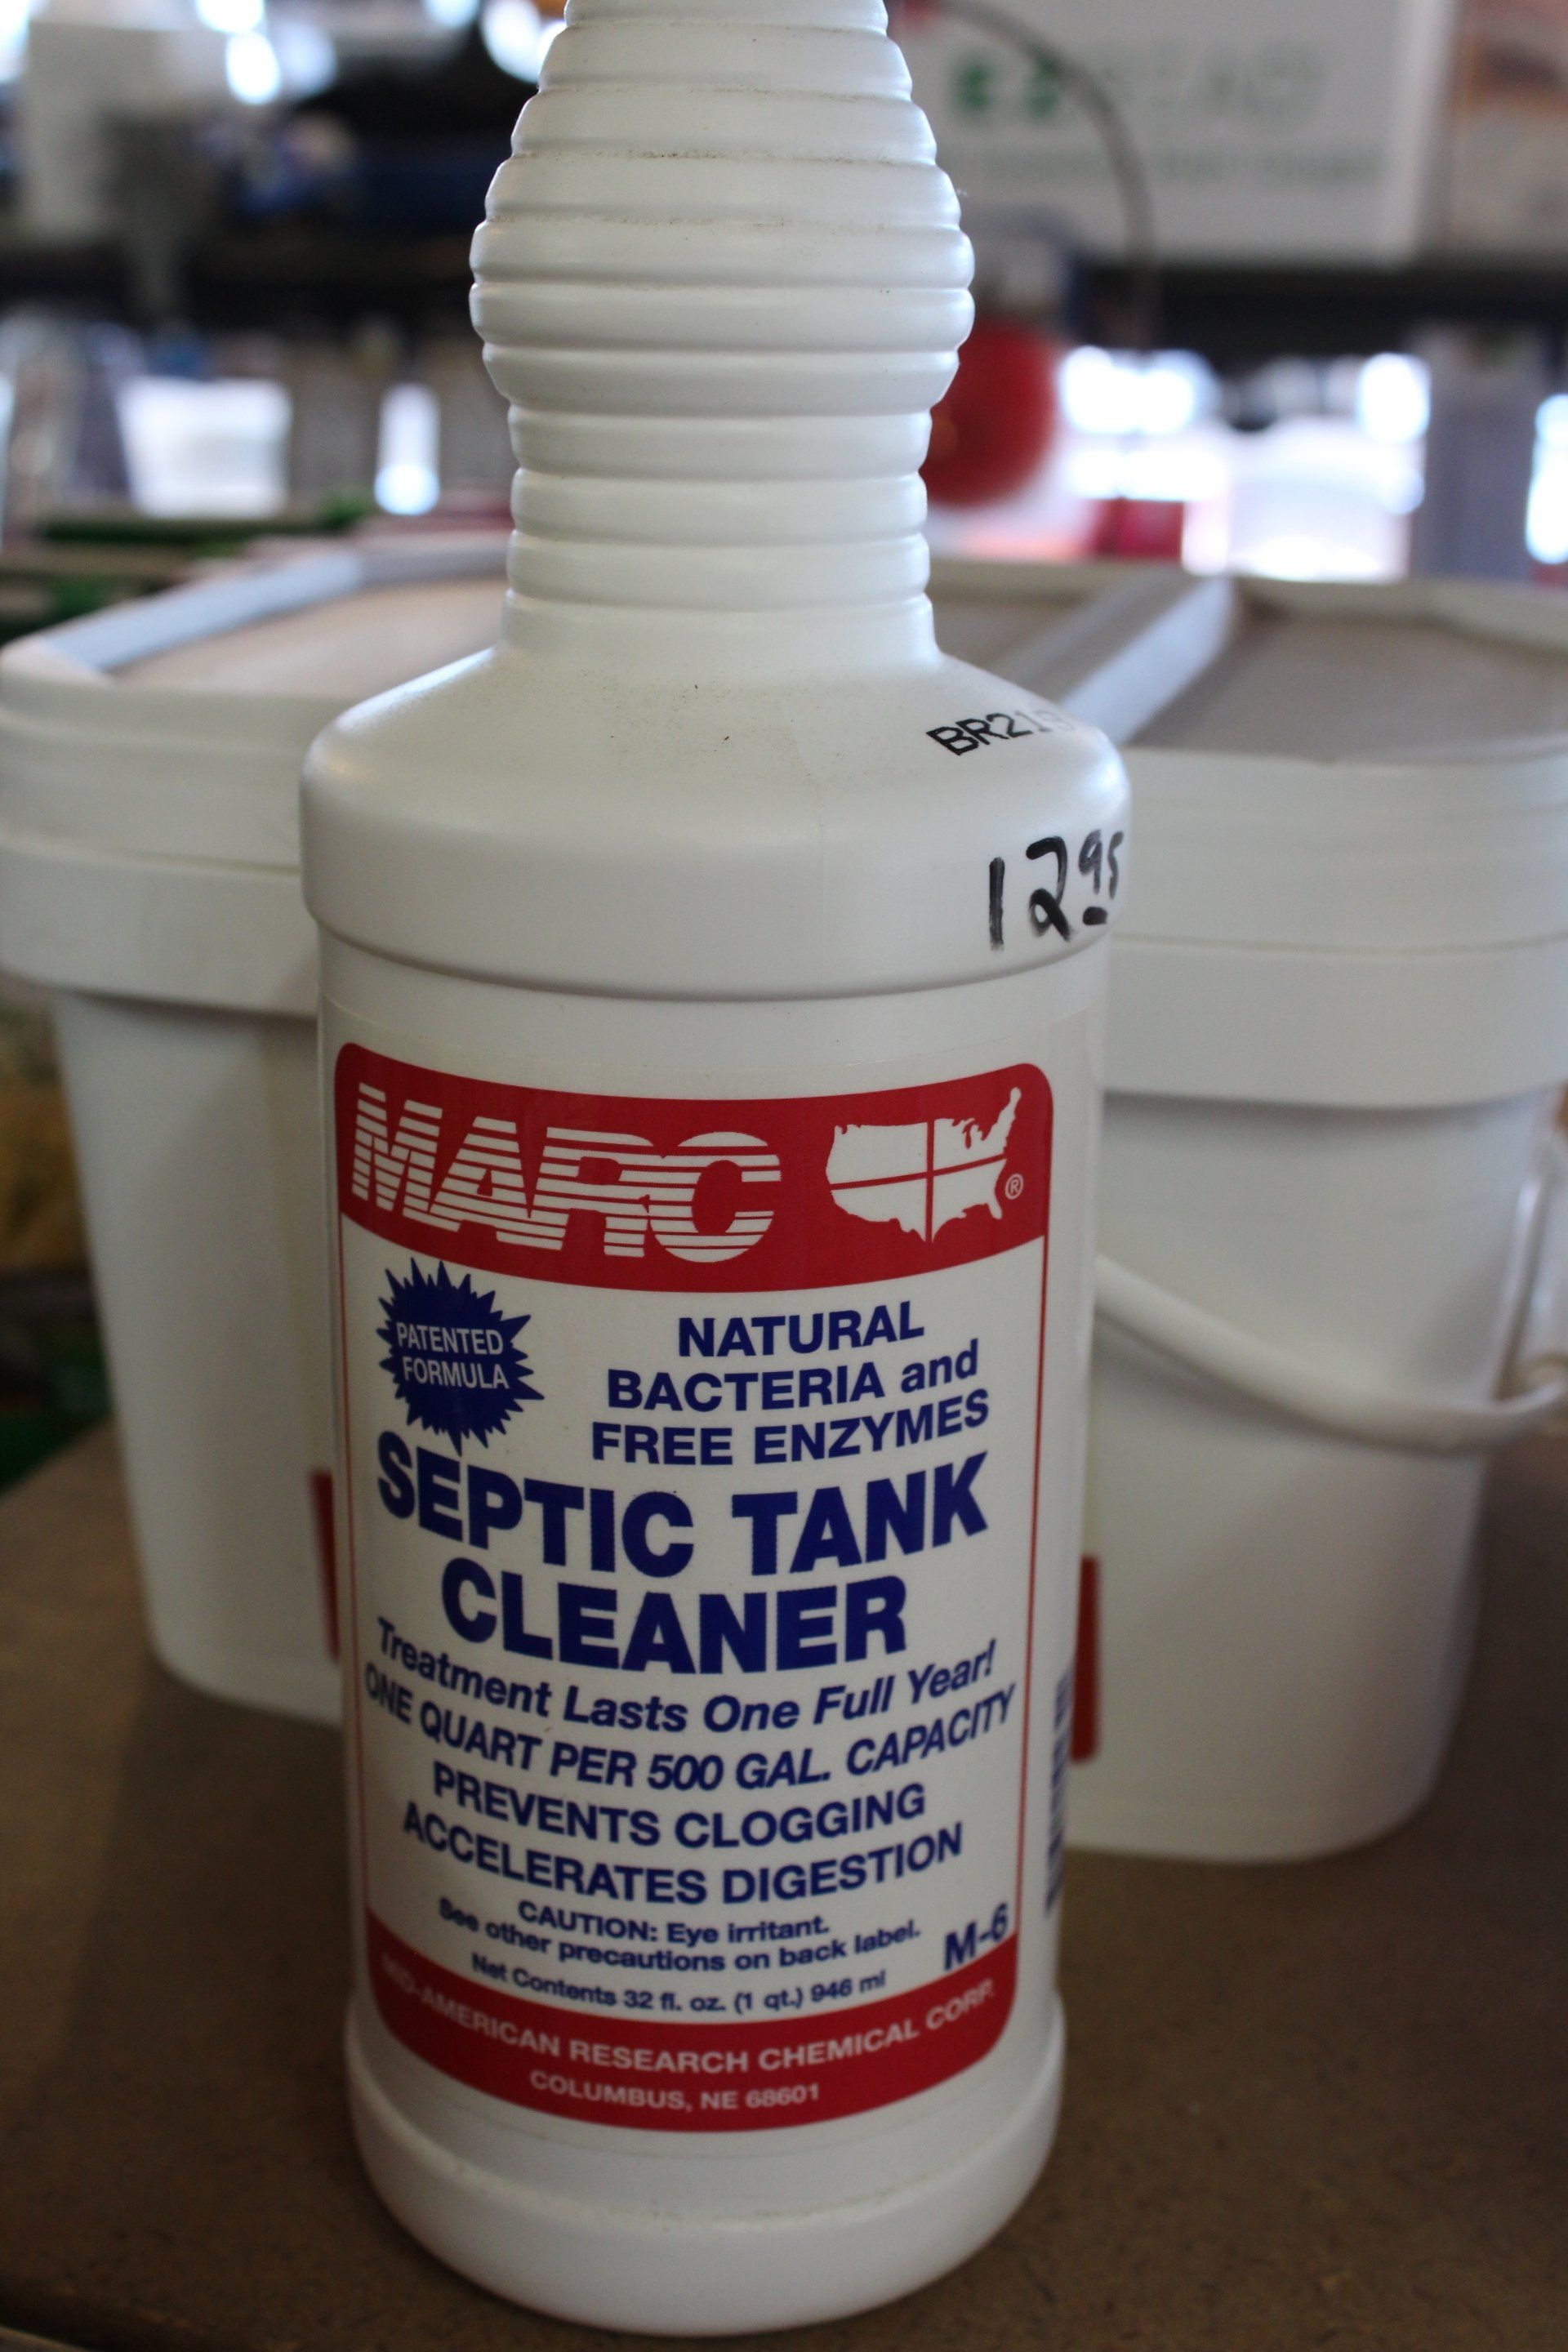 12 95
MARC ®
PATENTED
FORMULA
NATURAL
BACTERIA and
FREE ENZYMES
SEPTIC TANK
CLEANER
Treatment Lasts One Full Year!
ONE QUART PER 500 GAL. CAPACITY
PREVENTS CLOGGING
ACCELERATES DIGESTION
CAUTION: Eye irritant.
See other precautions on back label.
Net Contents 32 fl. oz. (1 qt.) 946 ml
M-6
MID-AMERICAN RESEARCH CHEMICAL CORP.
COLUMBUS, NE 68601